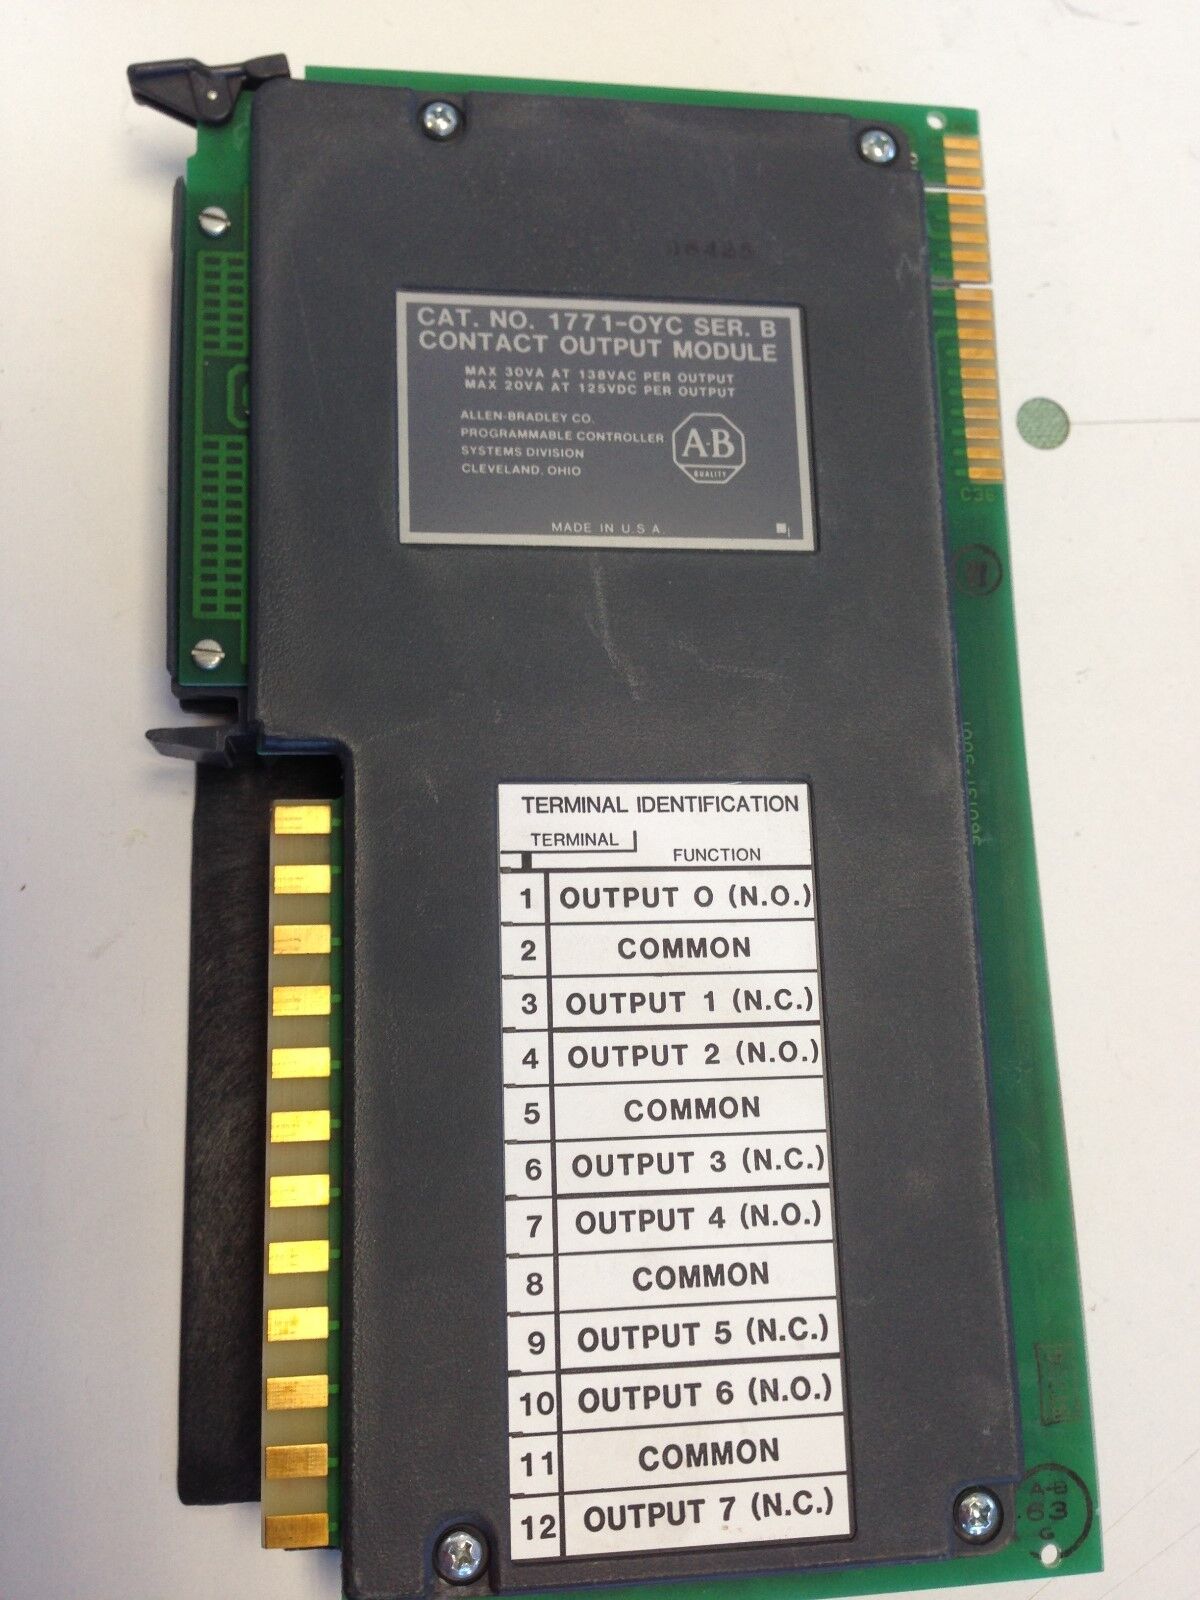 CAT. NO. 1771-OYC SER. B
CONTACT OUTPUT MODULE
MAX 30VA AT 138VAC PER OUTPUT
MAX 20VA AT 125VDC PER OUTPUT
ALLEN-BRADLEY CO.
PROGRAMMABLE CONTROLLER
SYSTEMS DIVISION
CLEVELAND, OHIO
A-B
QUALITY
MADE IN U.S.A
C36
TERMINAL IDENTIFICATION
TERMINAL
FUNCTION
1 OUTPUT 0 (N.O.)
2 COMMON
3 OUTPUT 1 (N.C.)
4 OUTPUT 2 (N.O.)
5 COMMON
6 OUTPUT 3 (N.C.)
7 OUTPUT 4 (N.O.)
8 COMMON
9 OUTPUT 5 (N.C.)
10 OUTPUT 6 (N.O.)
11 COMMON
12 OUTPUT 7 (N.C.)
A-B
63
G